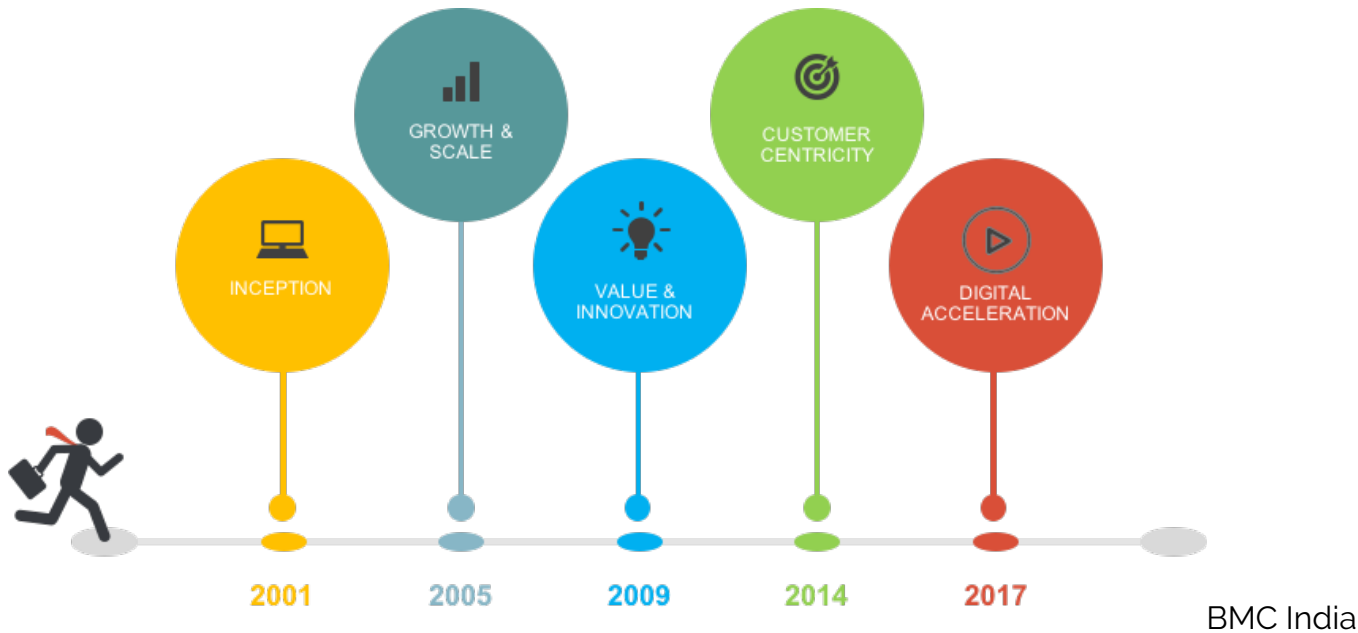 GROWTH &
SCALE
CUSTOMER
CENTRICITY
INCEPTION
VALUE &
INNOVATION
DIGITAL
ACCELERATION
2001
2005
2009
2014
2017
BMC India